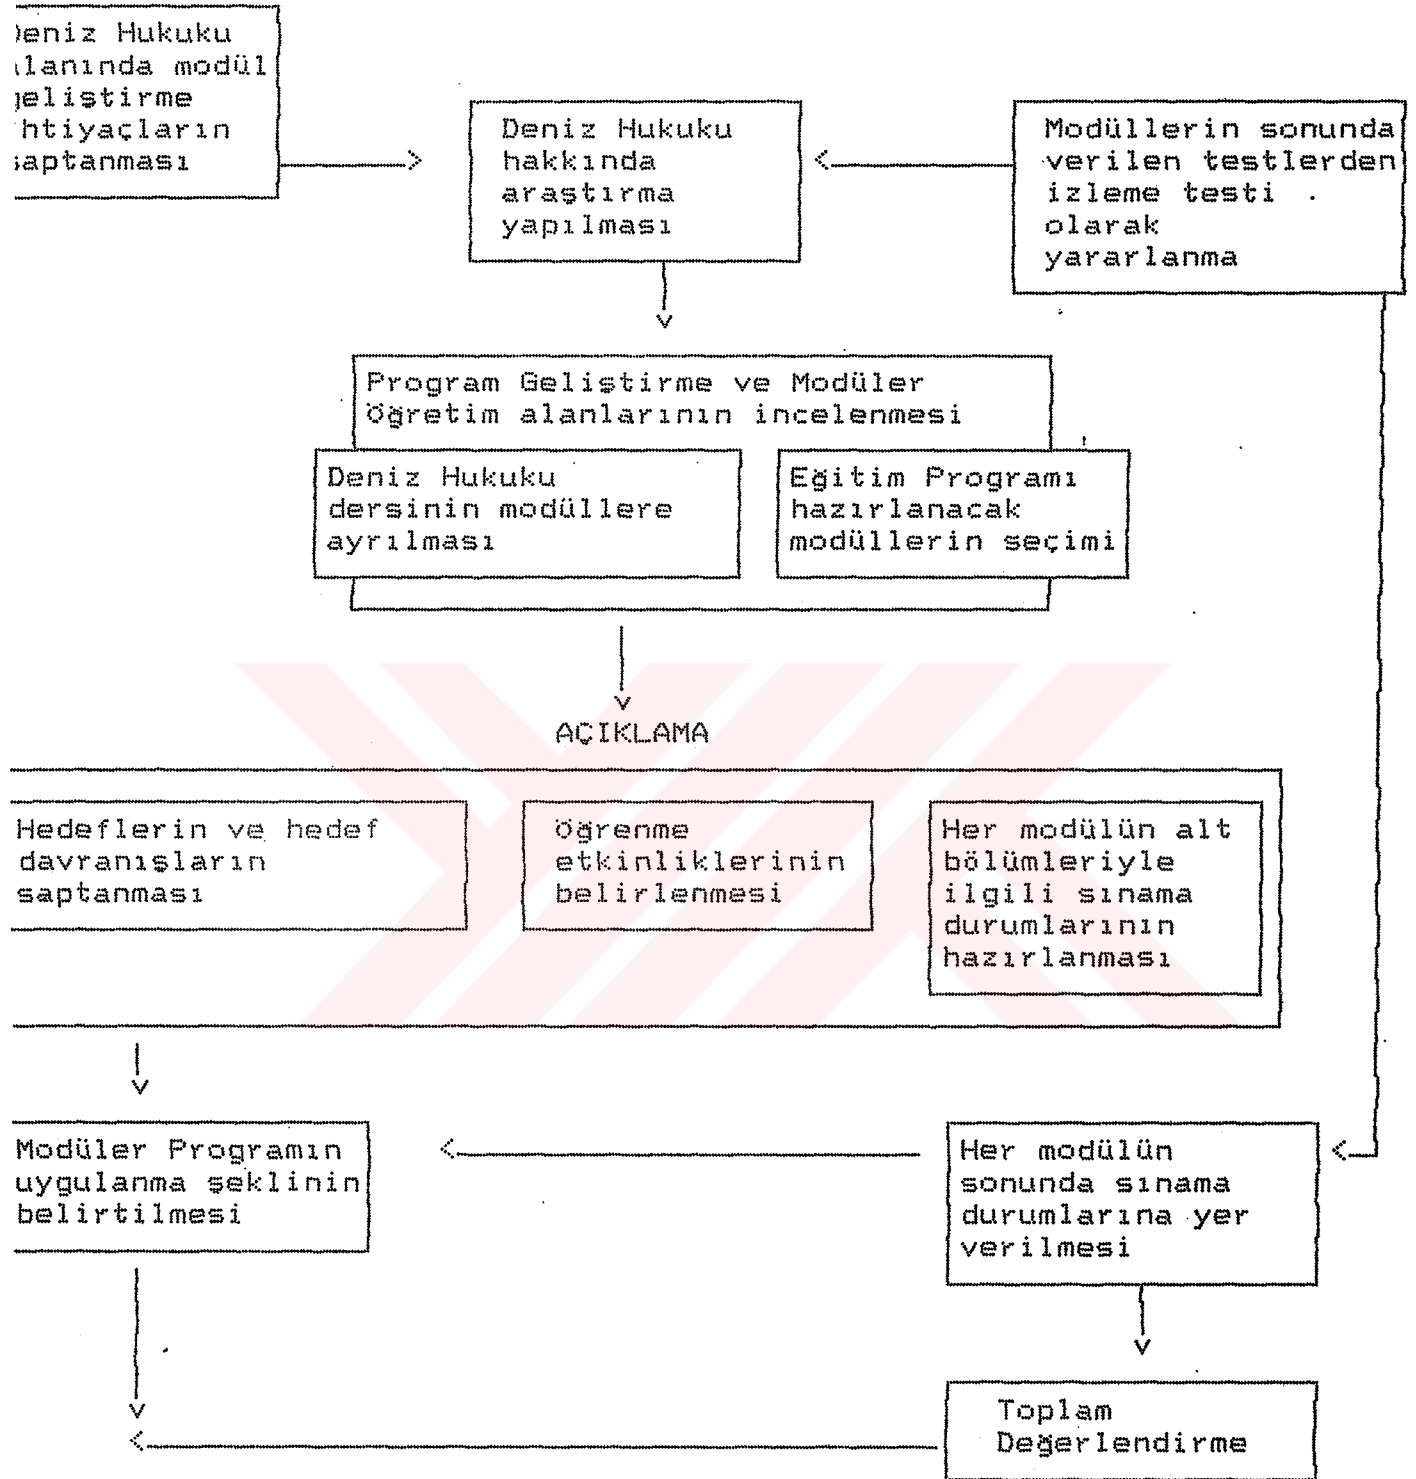 Deniz Hukuku
alanında modül
geliştirme
ihtiyaçların
saptanması
Deniz Hukuku
hakkında
araştırma
yapılması
Modüllerin sonunda
verilen testlerden
izleme testi
olarak
yararlanma
Program Geliştirme ve Modüler
Öğretim alanlarının incelenmesi
Deniz Hukuku
dersinin modüllere
ayrılması
Eğitim Programı
hazırlanacak
modüllerin seçimi
AÇIKLAMA
Hedeflerin ve hedef
davranışların
saptanması
öğrenme
etkinliklerinin
belirlenmesi
Her modülün alt
bölümleriyle
ilgili sınama
durumlarının
hazırlanması
Modüler Programın
uygulanma şeklinin
belirtilmesi
Her modülün
sonunda sınama
durumlarına yer
verilmesi
Toplam
Değerlendirme